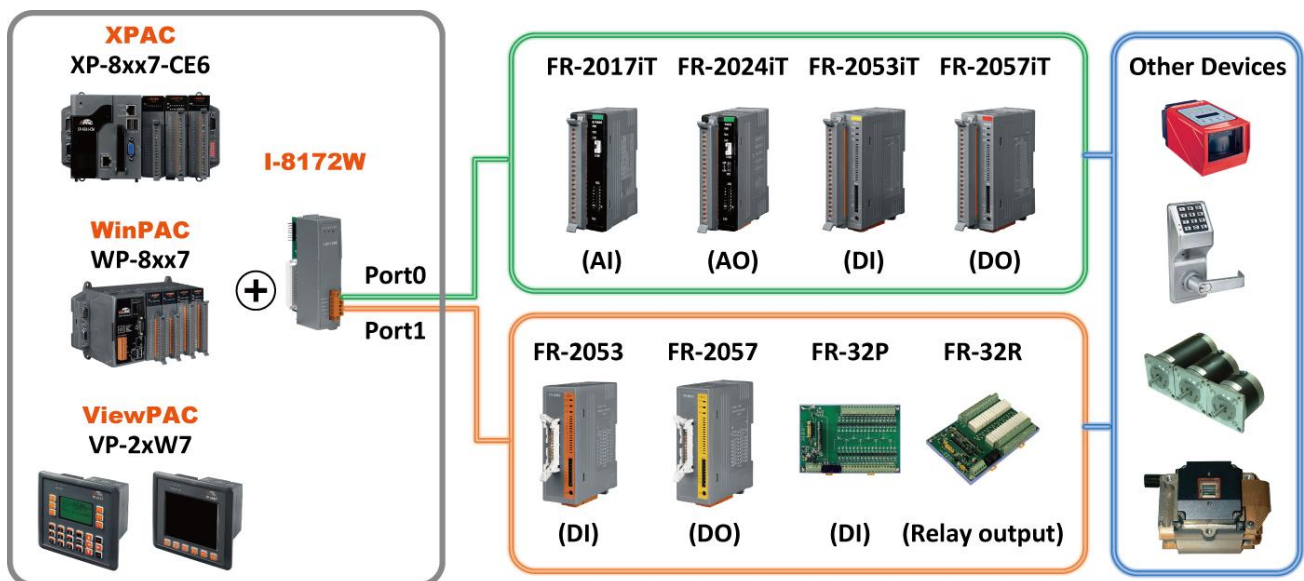 XPAC
XP-8xx7-CE6
WinPAC
WP-8xx7
ViewPAC
VP-2xW7
I-8172W
Port0
Port1
FR-2017iT FR-2024iT FR-2053iT FR-2057iT
(AI) (AO) (DI) (DO)
FR-2053 FR-2057 FR-32P FR-32R
(DI) (DO) (DI) (Relay output)
Other Devices